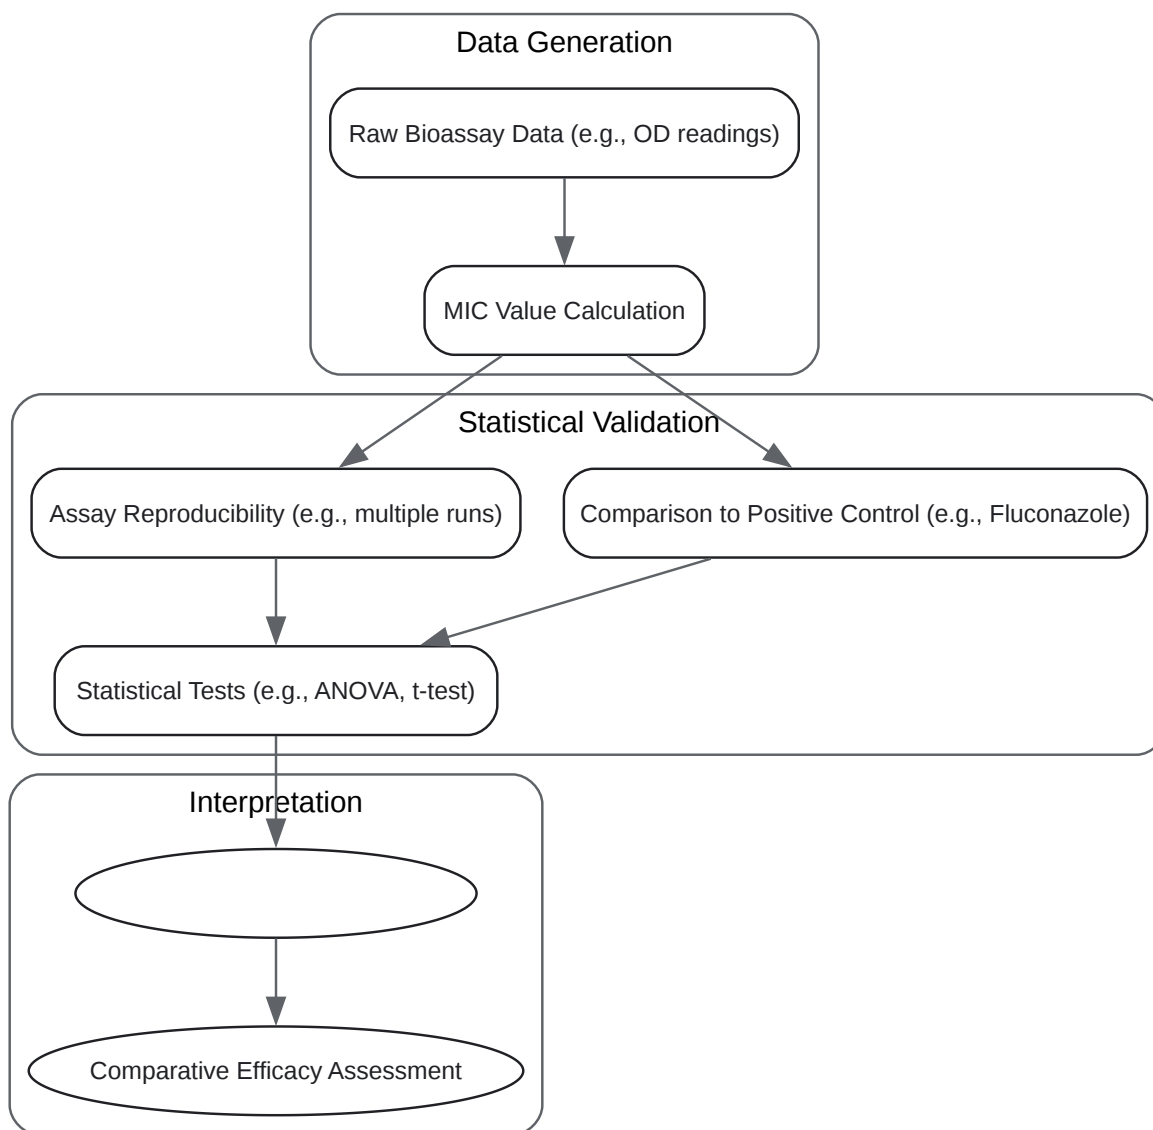 Data Generation
Raw Bioassay Data (e.g., OD readings)
MIC Value Calculation
Statistical Validation
Assay Reproducibility (e.g., multiple runs)
Comparison to Positive Control (e.g., Fluconazole)
Statistical Tests (e.g., ANOVA, t-test)
Interpretation
Comparative Efficacy Assessment